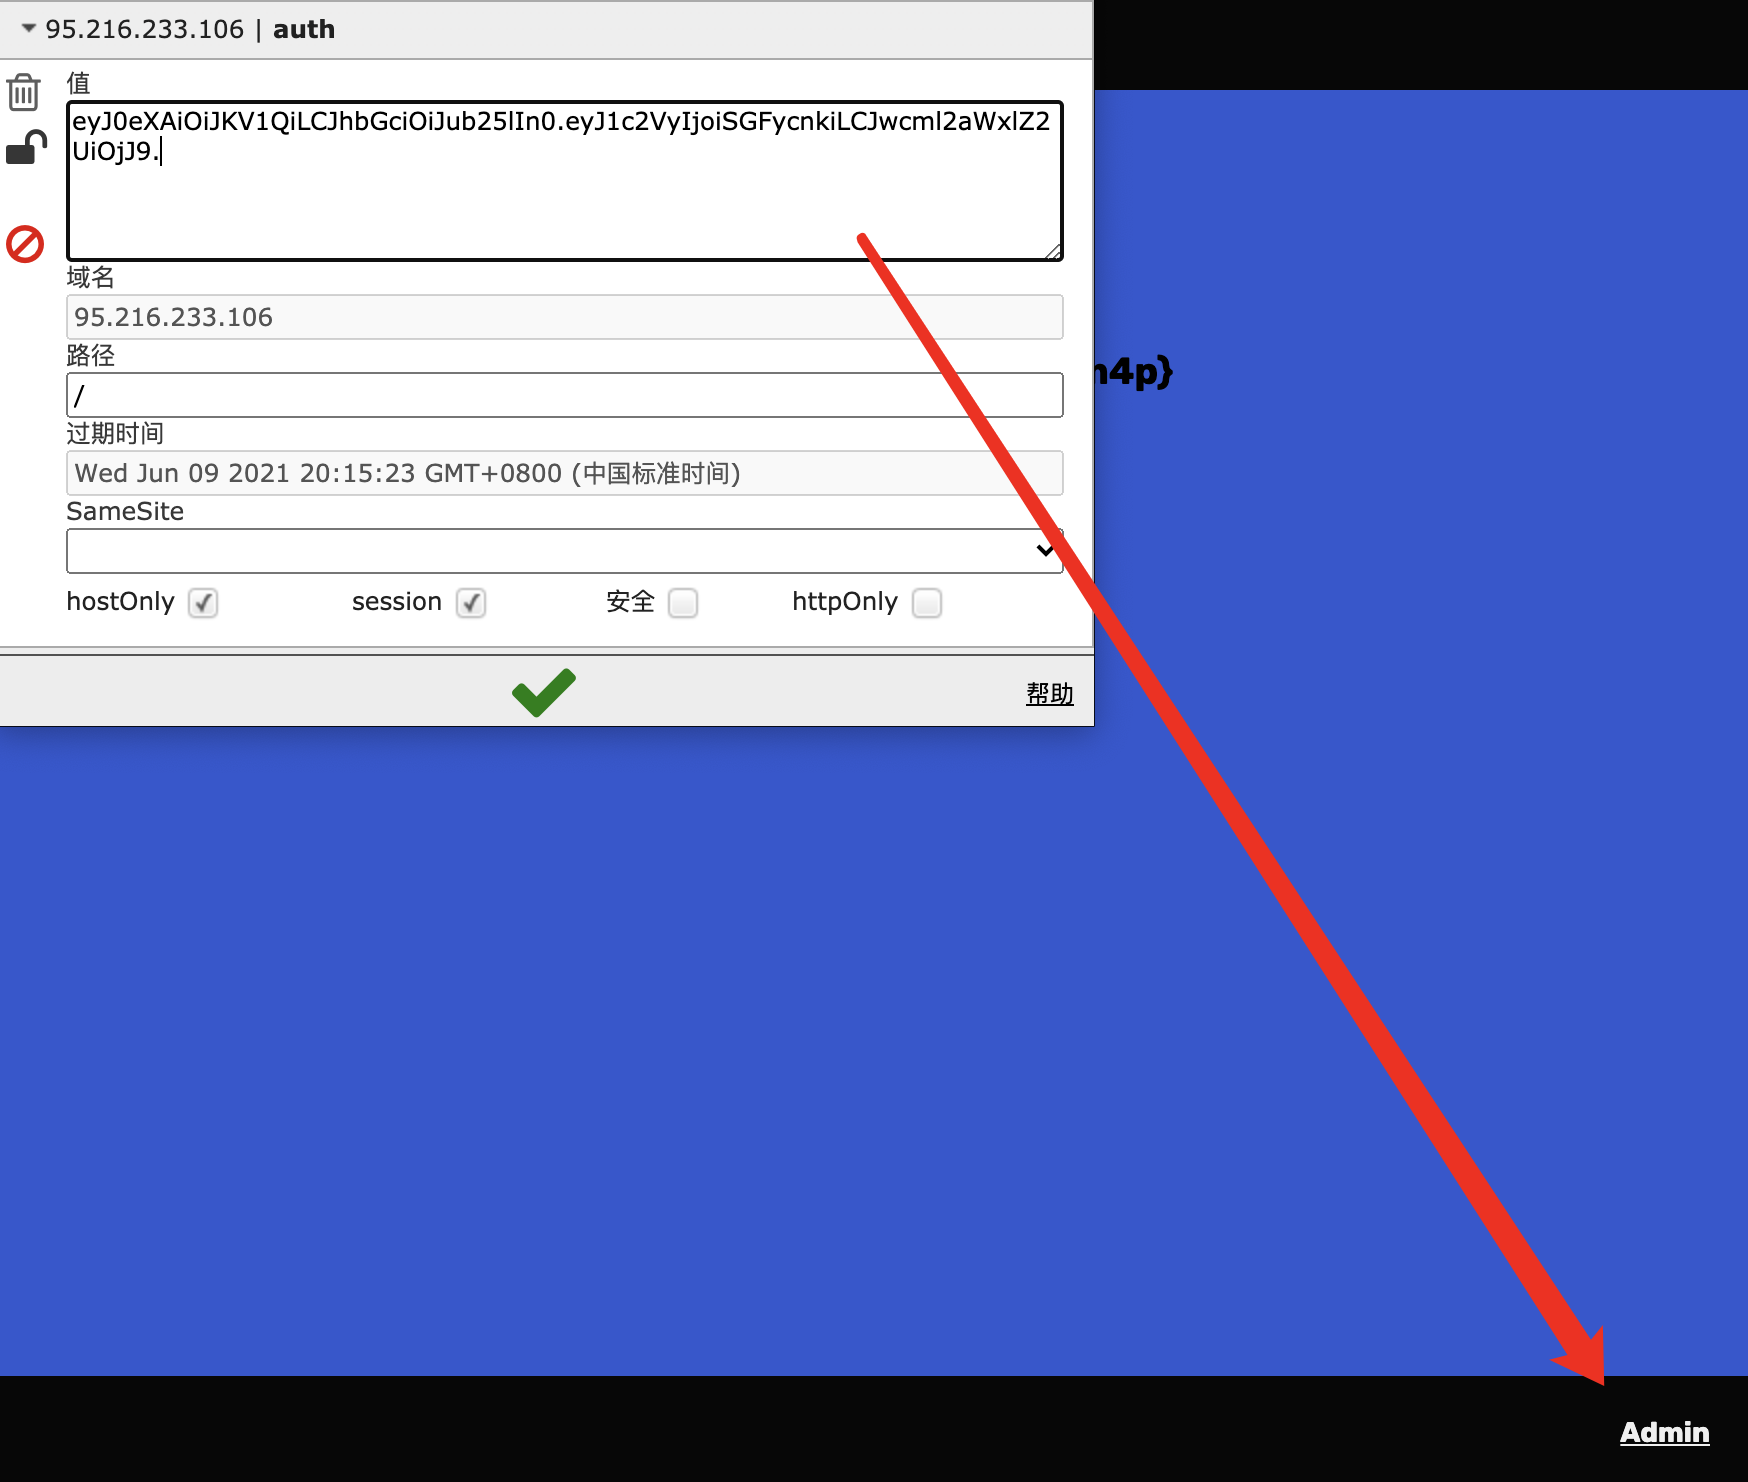 95.216.233.106 | auth
值
eyJ0eXAiOiJKV1QiLCJhbGciOiJub25lIn0.eyJ1c2VyIjoiSGFycnkiLCJwcml2aWxlZ2
UiOjJ9.
域名
95.216.233.106
路径
/
n4p}
过期时间
Wed Jun 09 2021 20:15:23 GMT+0800 (中国标准时间)
SameSite
hostOnly session 安全 httpOnly
帮助
Admin